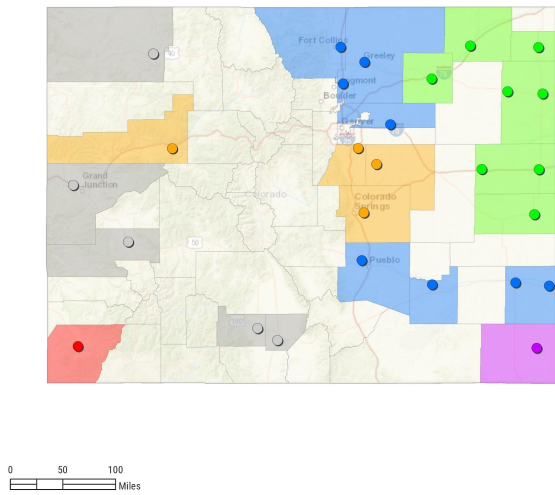 Fort Collins
Greeley
Longmont
Boulder
Denver
Grand
Junction
Colorado
Colorado
Springs
50
Pueblo
0 50 100
Miles